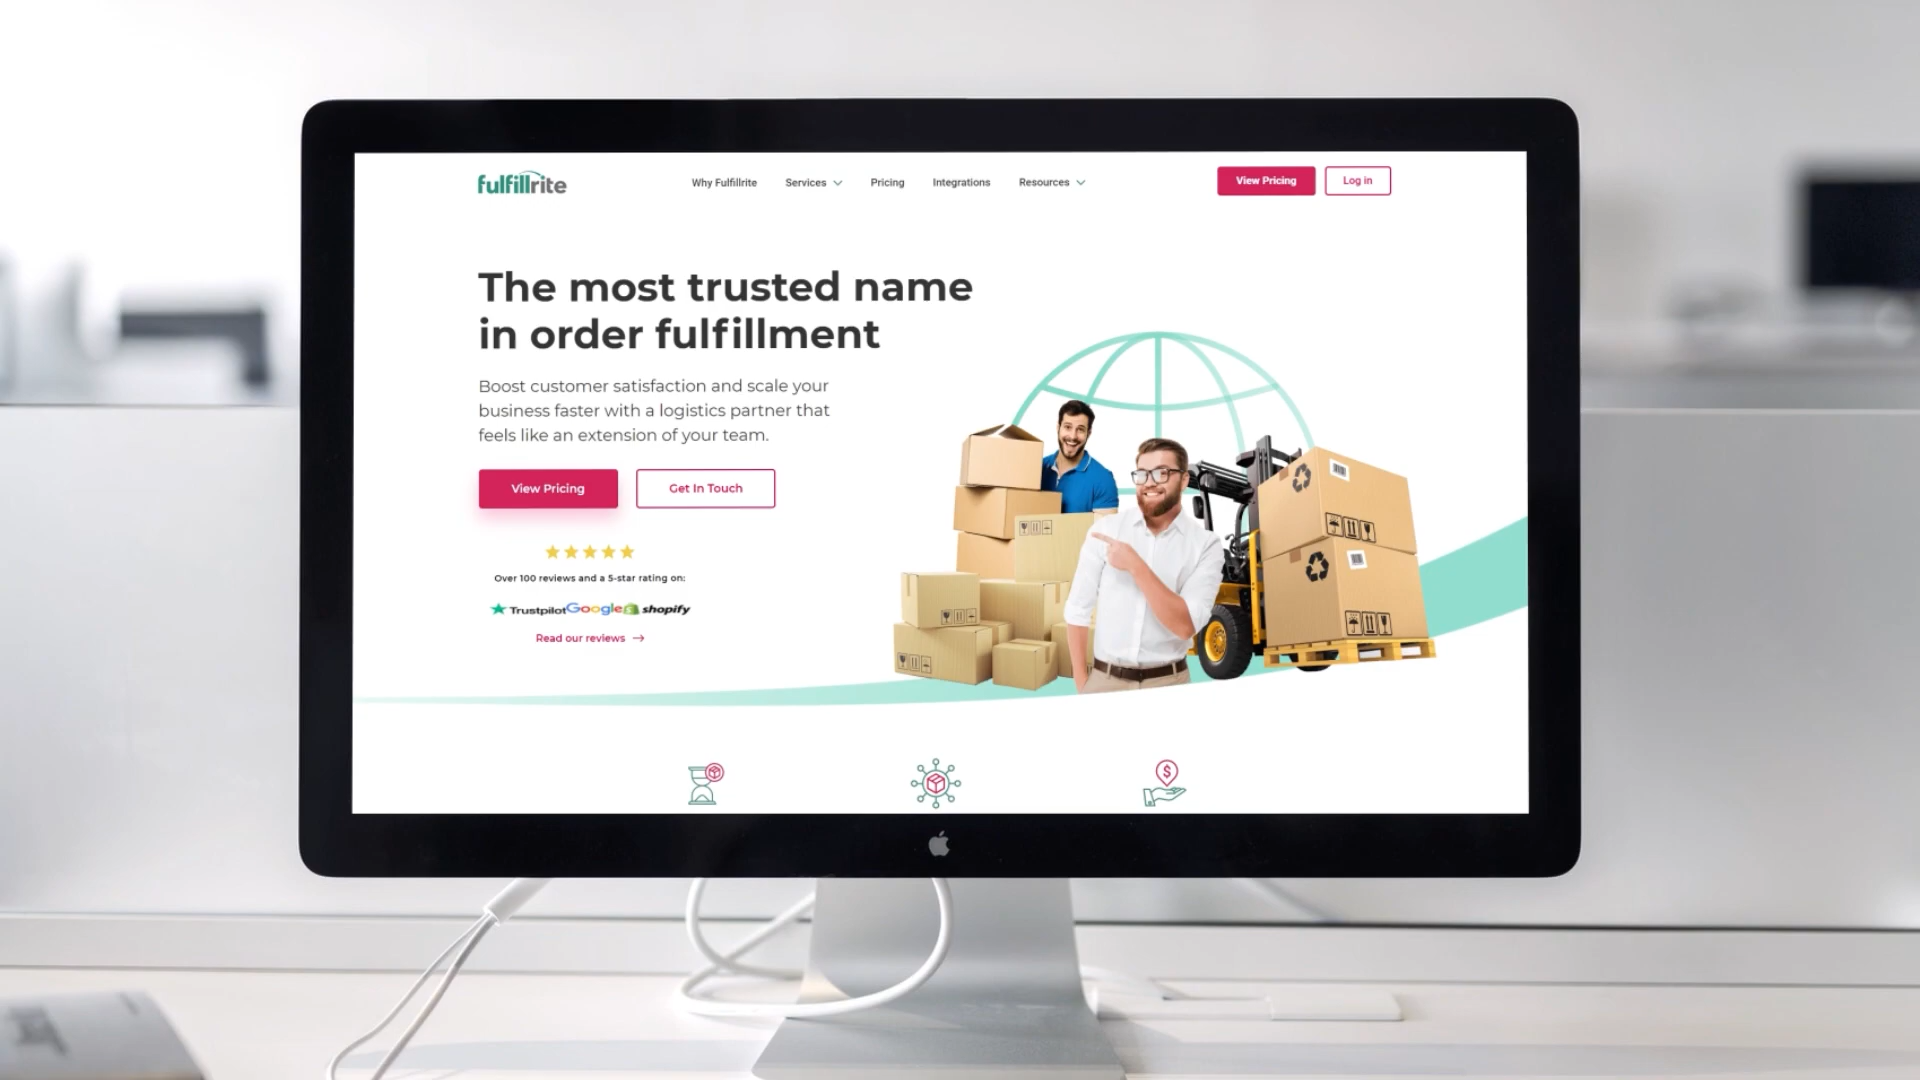 fulfillrite
Why Fulfillrite Services Pricing Integrations Resources View Pricing Log in
The most trusted name
in order fulfillment
Boost customer satisfaction and scale your
business faster with a logistics partner that
feels like an extension of your team.
View Pricing Get In Touch
Over 100 reviews and a 5-star rating on:
Trustpilot Google shopify
Read our reviews →